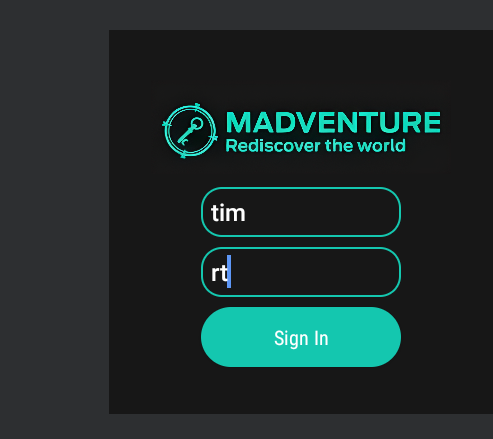 MADVENTURE
Rediscover the world
tim
rt
Sign In